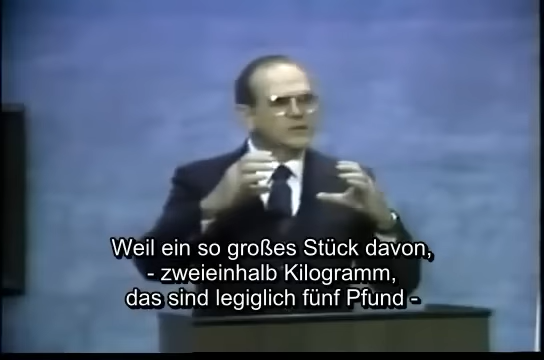 Weil ein so großes Stück davon,
- zweieinhalb Kilogramm,
das sind legiglich fünf Pfund -